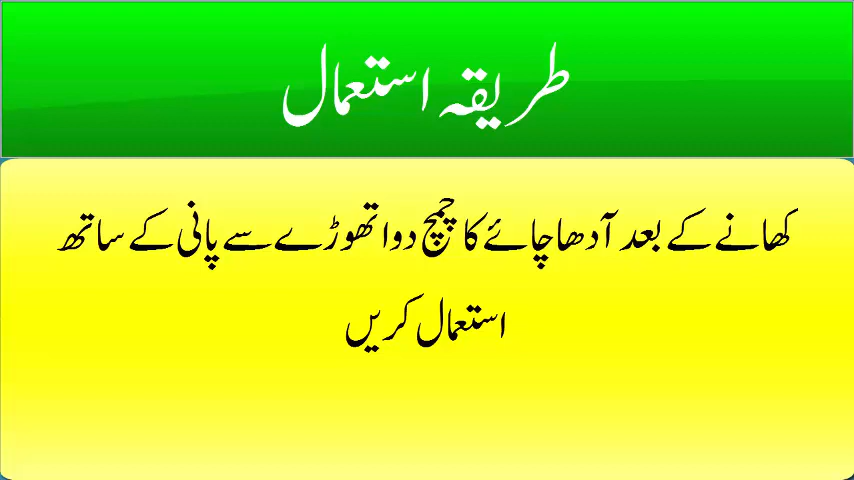 طریقہ استعمال
کھانے کے بعد آدھا چائے کا چمچ دوا تھوڑے سے پانی کے ساتھ
استعمال کریں